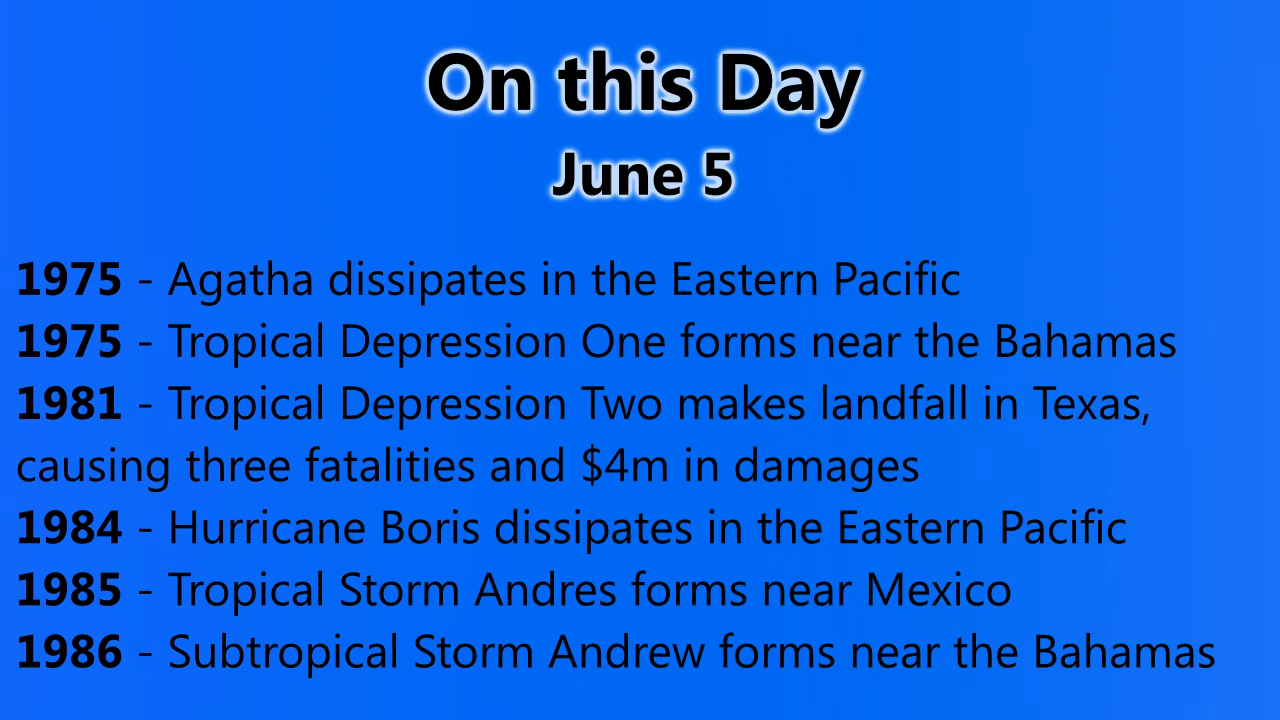 On this Day
June 5
1975 - Agatha dissipates in the Eastern Pacific
1975 - Tropical Depression One forms near the Bahamas
1981 - Tropical Depression Two makes landfall in Texas,
causing three fatalities and $4m in damages
1984 - Hurricane Boris dissipates in the Eastern Pacific
1985 - Tropical Storm Andres forms near Mexico
1986 - Subtropical Storm Andrew forms near the Bahamas